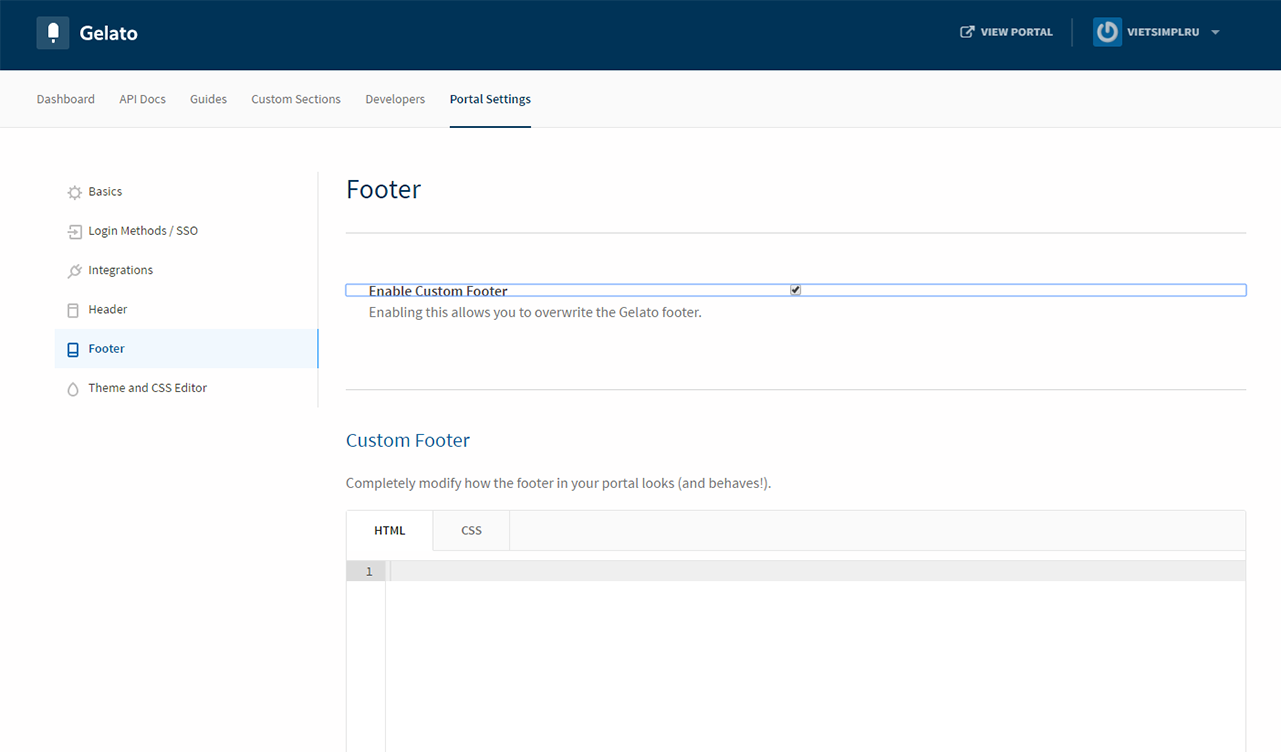 Gelato
VIEW PORTAL
VIETSIMPLRU
Dashboard API Docs Guides Custom Sections Developers Portal Settings
Basics
Login Methods / SSO
Integrations
Header
Footer
Theme and CSS Editor
Footer
Enable Custom Footer
Enabling this allows you to overwrite the Gelato footer.
Custom Footer
Completely modify how the footer in your portal looks (and behaves!).
HTML CSS
1